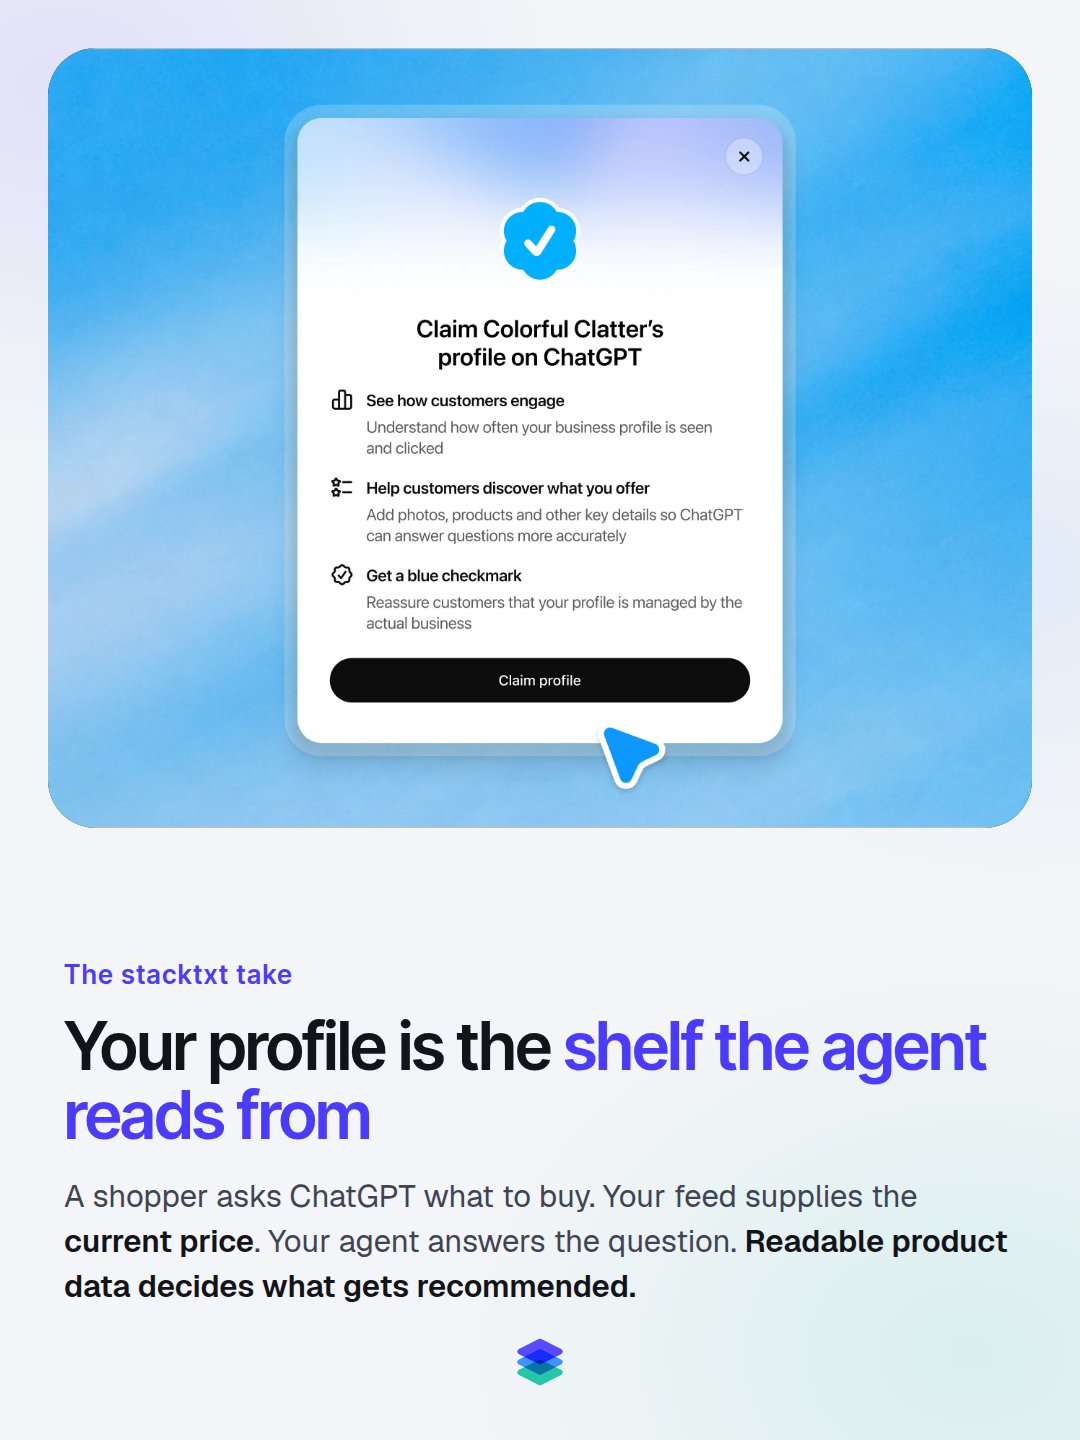 Claim Colorful Clatter’s
profile on ChatGPT
See how customers engage
Understand how often your business profile is seen
and clicked
Help customers discover what you offer
Add photos, products and other key details so ChatGPT
can answer questions more accurately
Get a blue checkmark
Reassure customers that your profile is managed by the
actual business
Claim profile
The stacktxt take
Your profile is the shelf the agent
reads from
A shopper asks ChatGPT what to buy. Your feed supplies the
current price. Your agent answers the question. Readable product
data decides what gets recommended.